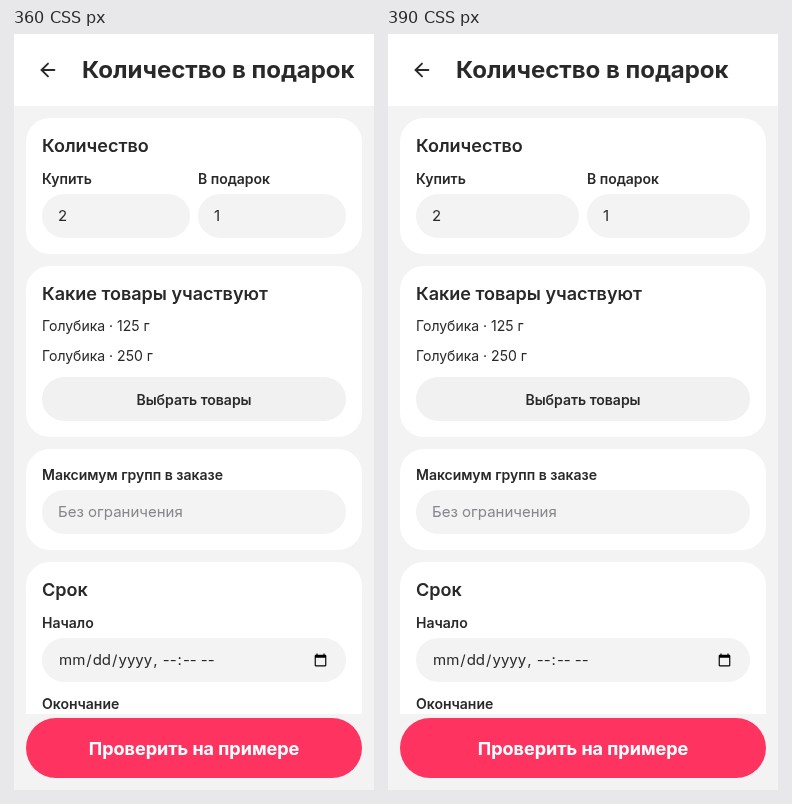 360 CSS px
Количество в подарок
Количество
Купить
В подарок
2
1
Какие товары участвуют
Голубика · 125 г
Голубика · 250 г
Выбрать товары
Максимум групп в заказе
Без ограничения
Срок
Начало
mm/dd/yyyy, --:-- --
Окончание
Проверить на примере
390 CSS px
Количество в подарок
Количество
Купить
В подарок
2
1
Какие товары участвуют
Голубика · 125 г
Голубика · 250 г
Выбрать товары
Максимум групп в заказе
Без ограничения
Срок
Начало
mm/dd/yyyy, --:-- --
Окончание
Проверить на примере